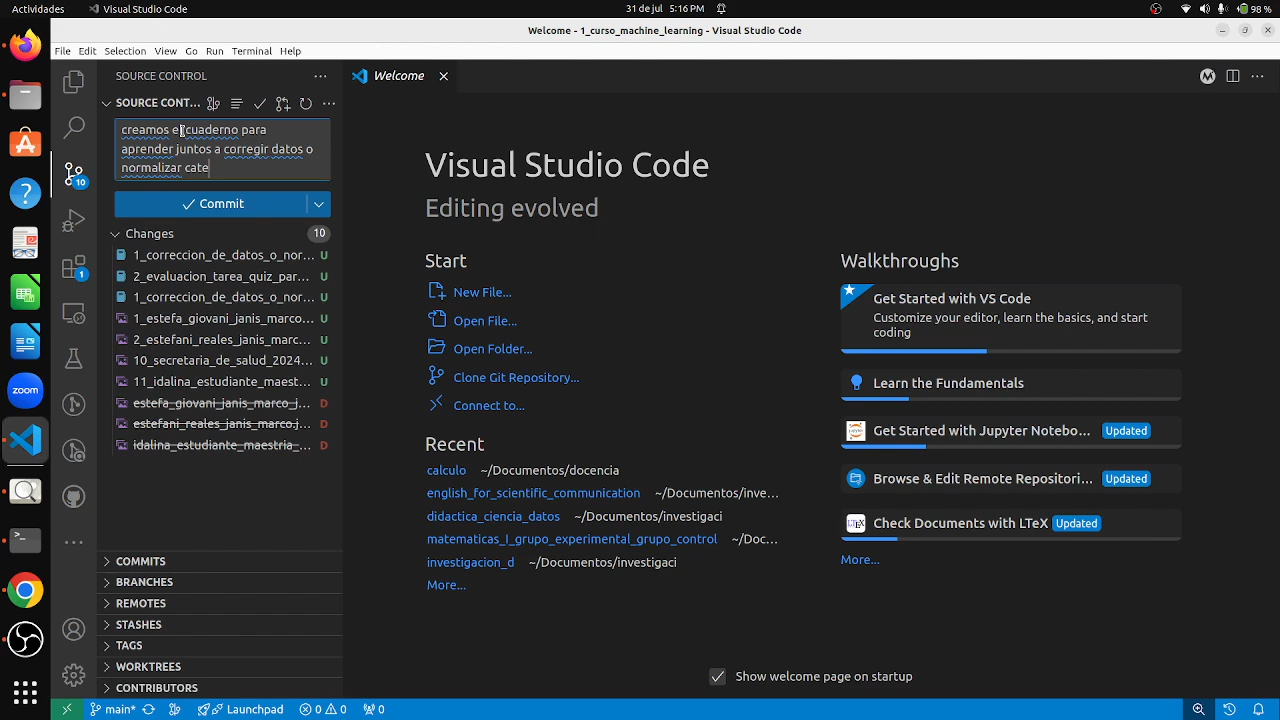 Actividades
Visual Studio Code
31 de jul 5:16 PM
98 %
Welcome - 1_curso_machine_learning - Visual Studio Code
File Edit Selection View Go Run Terminal Help
SOURCE CONTROL
SOURCE CONT...
creamos el cuaderno para
aprender juntos a corregir datos o
normalizar cate
Commit
Changes 10
1_correccion_de_datos_o_nor... U
2_evaluacion_tarea_quiz_par... U
1_correccion_de_datos_o_nor... U
1_estefa_giovani_janis_marco... U
2_estefani_reales_janis_marc... U
10_secretaria_de_salud_2024... U
11_idalina_estudiante_maest... U
estefa_giovani_janis_marco_j... D
estefani_reales_janis_marco.j... D
idalina_estudiante_maestria_... D
COMMITS
BRANCHES
REMOTES
STASHES
TAGS
WORKTREES
CONTRIBUTORS
10
1
Welcome
Visual Studio Code
Editing evolved
Start
New File...
Open File...
Open Folder...
Clone Git Repository...
Connect to...
Recent
calculo ~/Documentos/docencia
english_for_scientific_communication ~/Documentos/inve...
didactica_ciencia_datos ~/Documentos/investigaci
matematicas_I_grupo_experimental_grupo_control ~/Doc...
investigacion_d ~/Documentos/investigaci
More...
Walkthroughs
Get Started with VS Code
Customize your editor, learn the basics, and start
coding
Learn the Fundamentals
Get Started with Jupyter Notebo... Updated
Browse & Edit Remote Repositori... Updated
Check Documents with LTeX Updated
More...
Show welcome page on startup
zoom
main* Launchpad 0 0 0